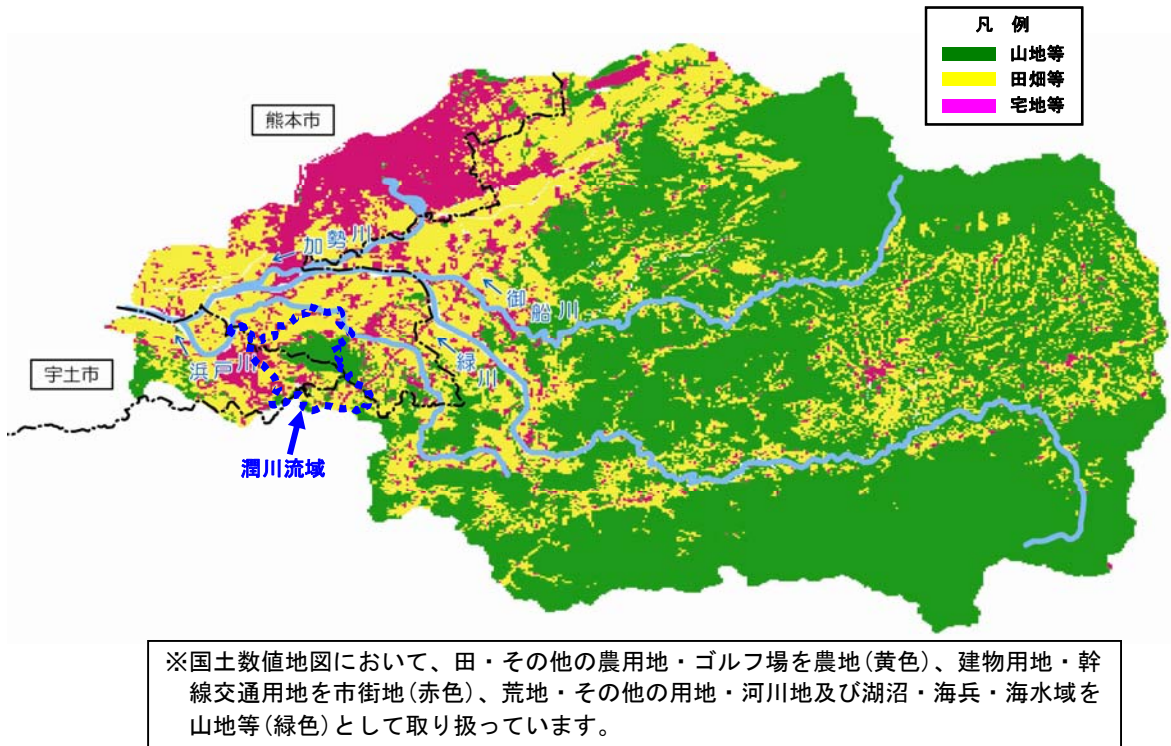 凡 例
山地等
田畑等
宅地等
熊本市
加勢川
御船川
緑川
浜戸川
宇土市
潤川流域
※国土数値地図において、田・その他の農用地・ゴルフ場を農地(黄色)、建物用地・幹
線交通用地を市街地(赤色)、荒地・その他の用地・河川地及び湖沼・海兵・海水域を
山地等(緑色)として取り扱っています。